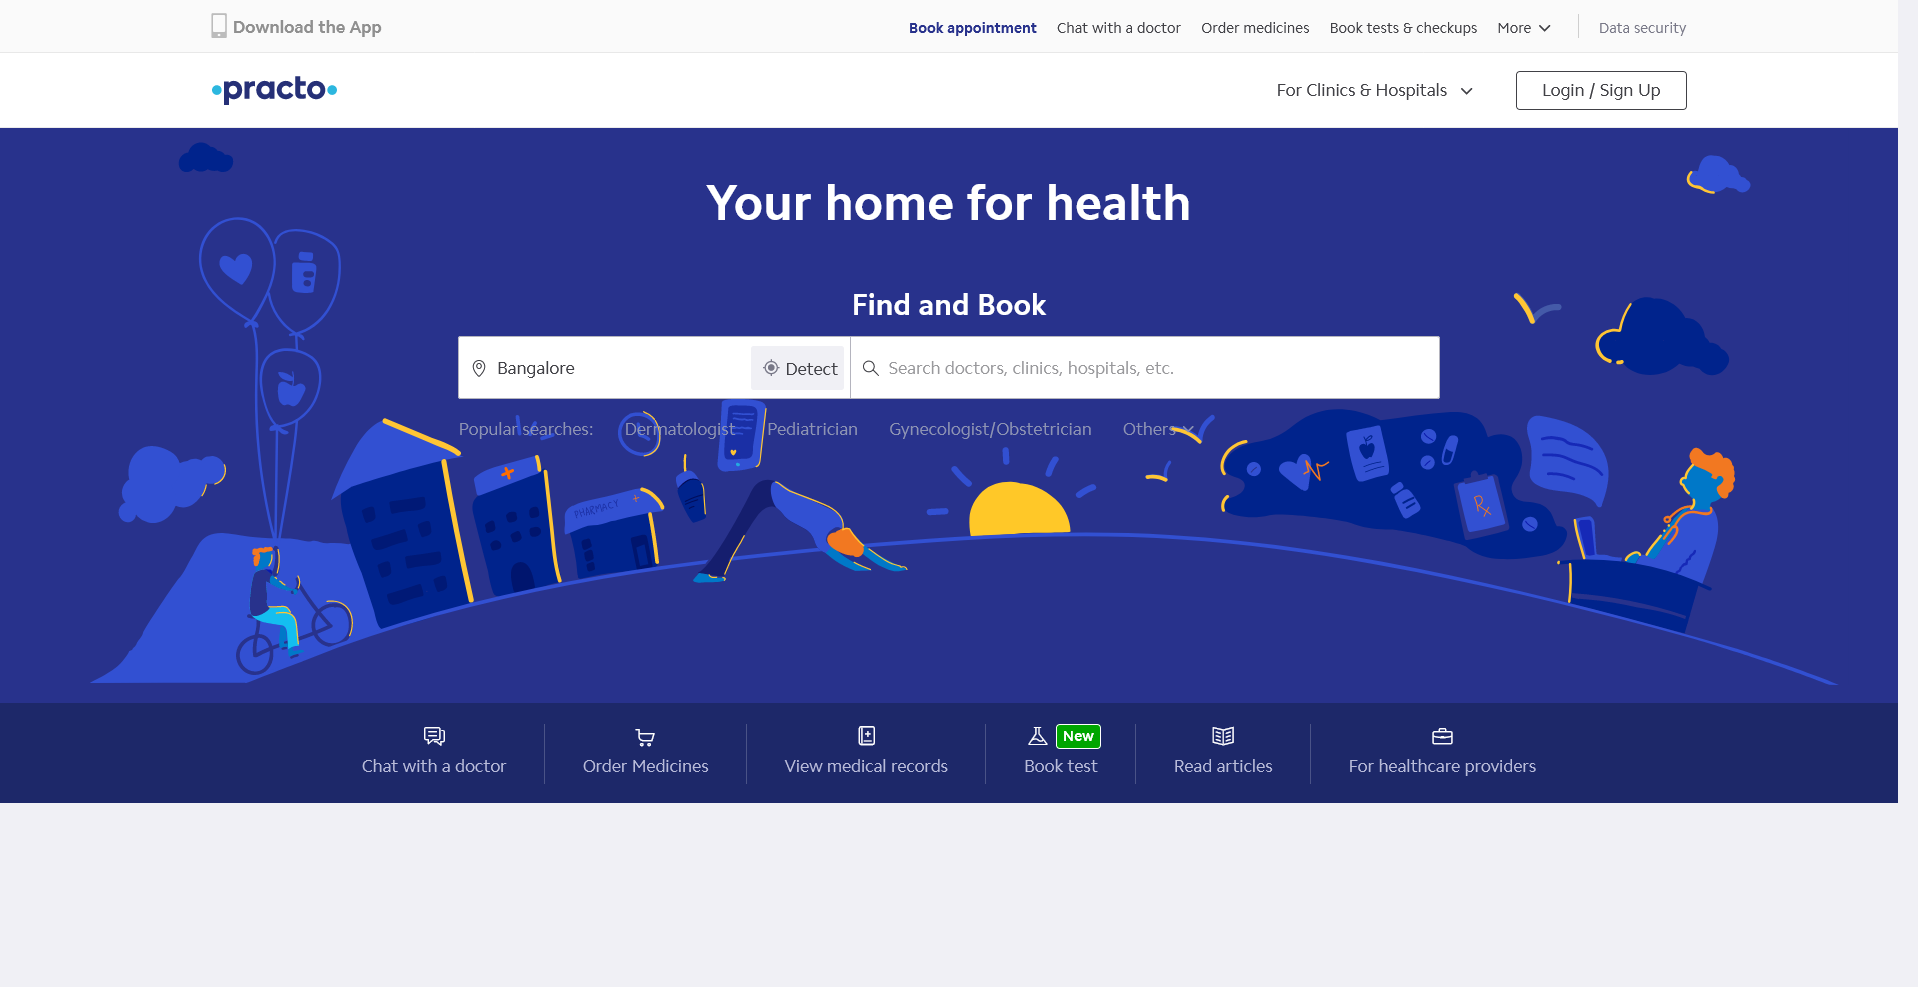 Download the App
Book appointment Chat with a doctor Order medicines Book tests & checkups More Data security
practo
For Clinics & Hospitals Login / Sign Up
Your home for health
Find and Book
Bangalore Detect Search doctors, clinics, hospitals, etc.
Popular searches: Dermatologist Pediatrician Gynecologist/Obstetrician Others
PHARMACY
Rx
New
Chat with a doctor Order Medicines View medical records Book test Read articles For healthcare providers